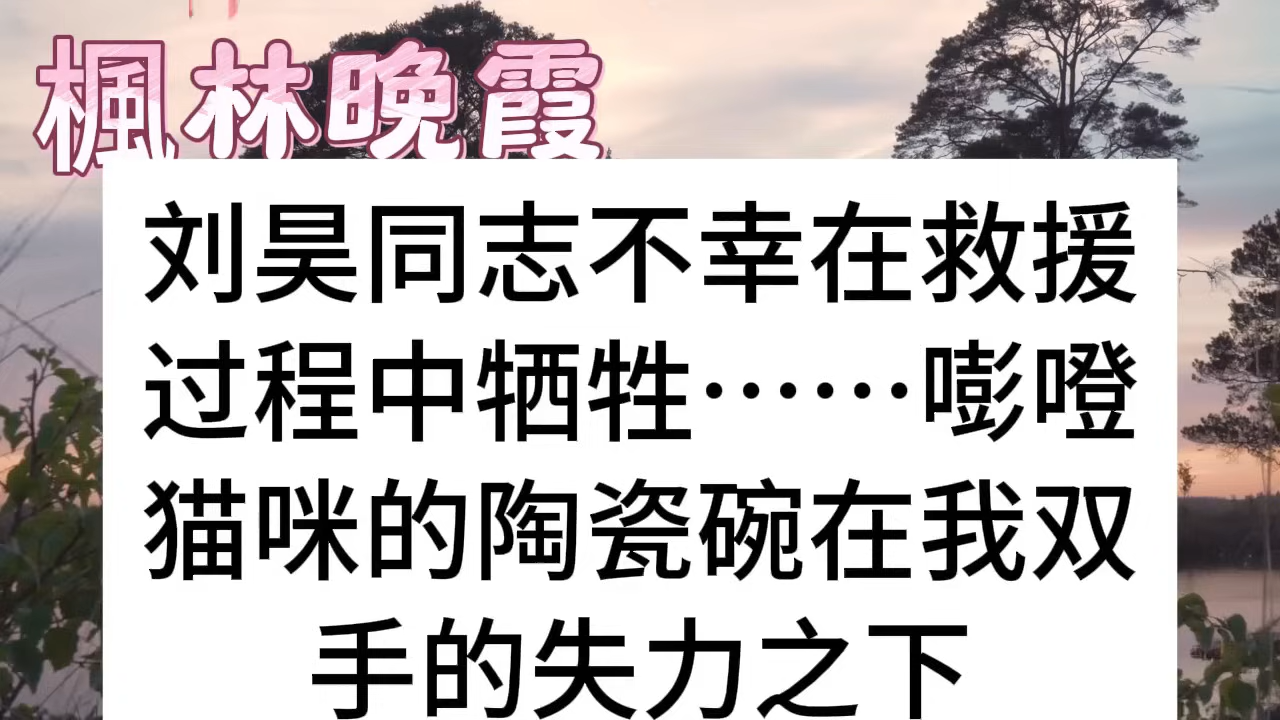 楓林晚霞
刘昊同志不幸在救援
过程中牺牲……嘭噔
猫咪的陶瓷碗在我双
手的失力之下